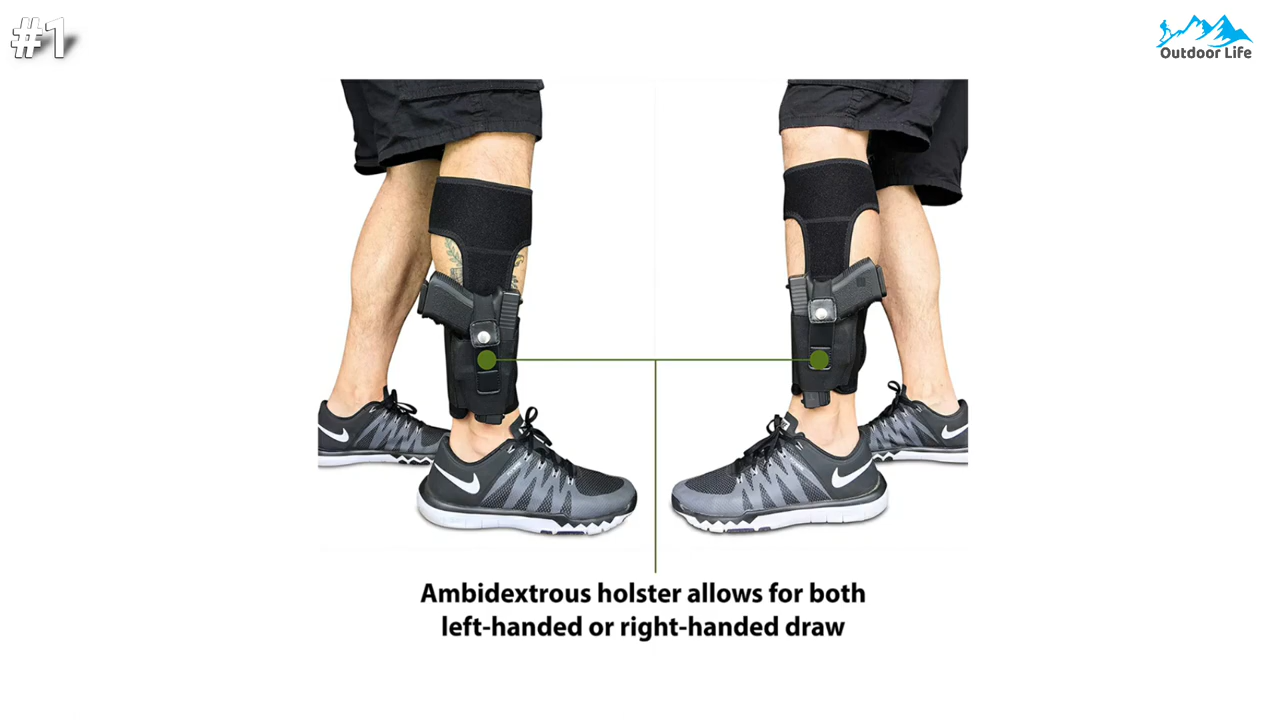 #1
Outdoor Life
Ambidextrous holster allows for both
left-handed or right-handed draw